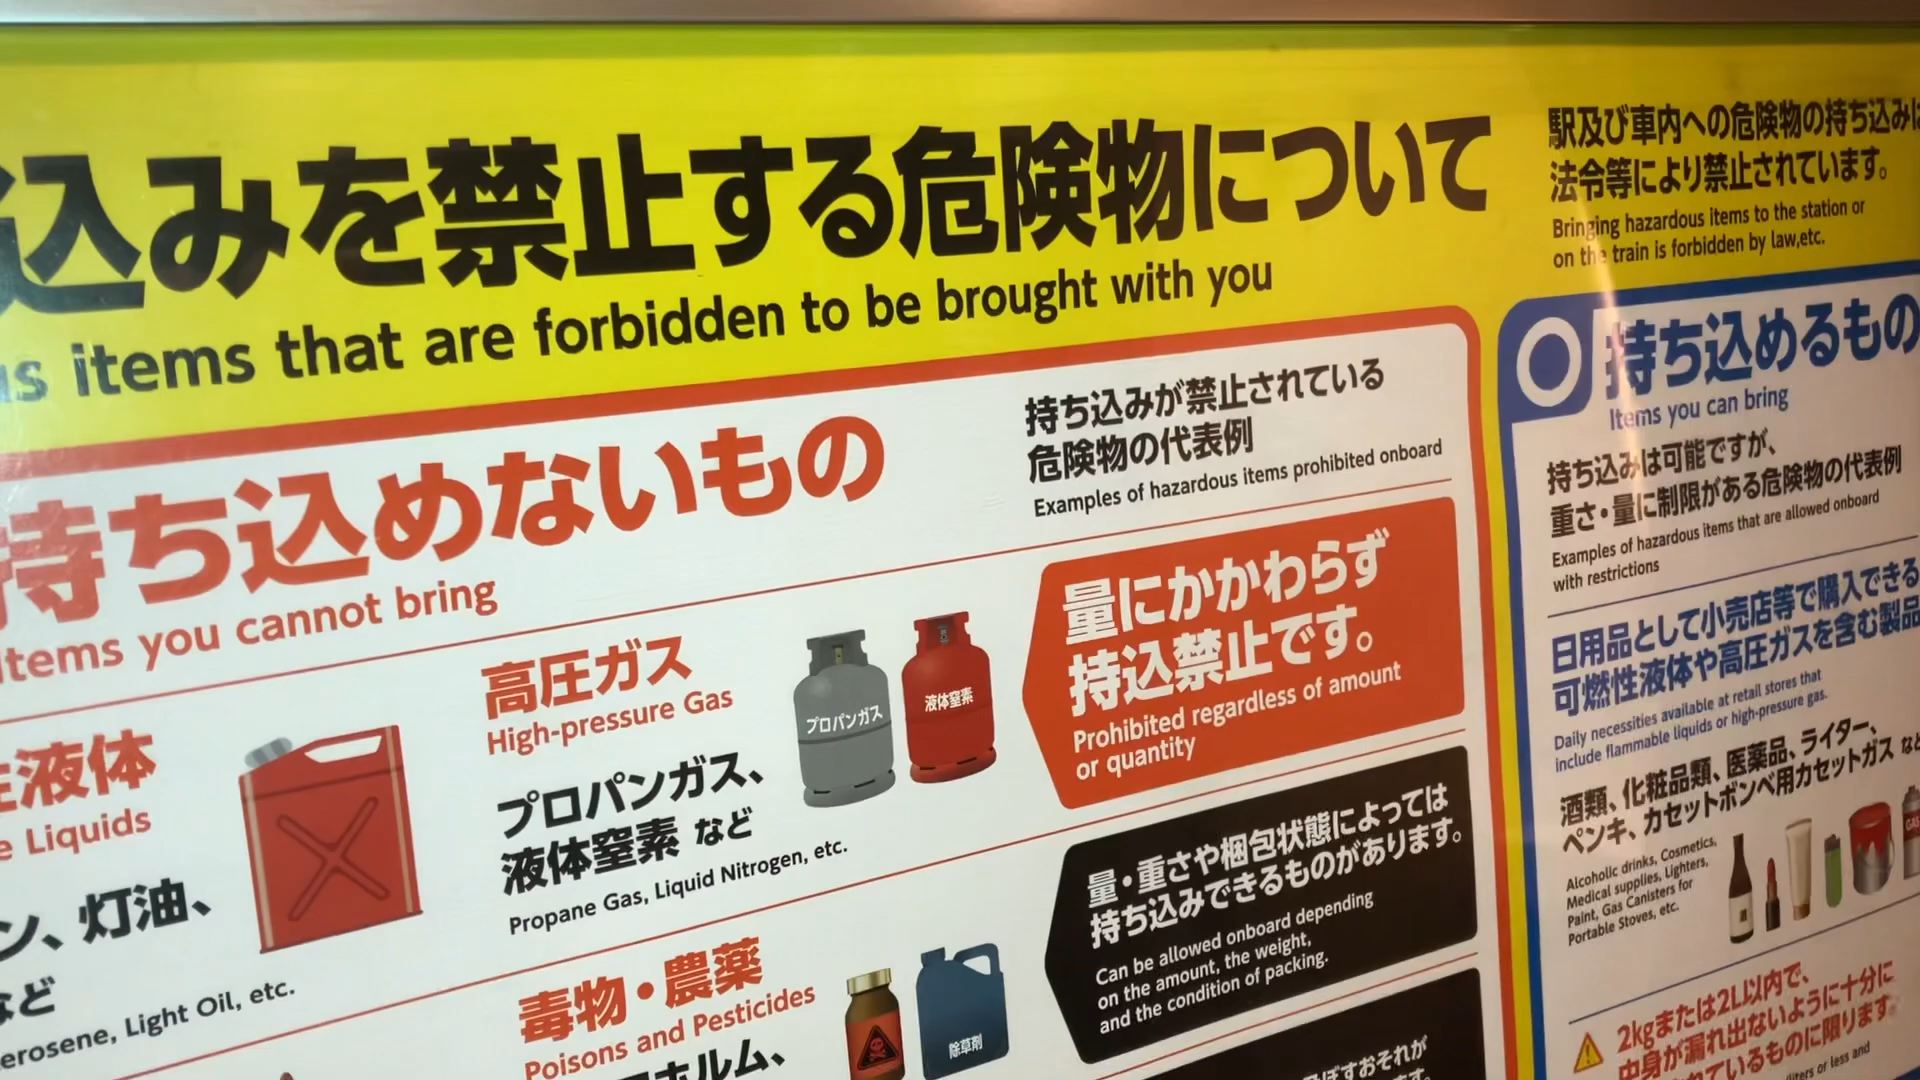 込みを禁止する危険物について
items that are forbidden to be brought with you
駅及び車内への危険物の持ち込みは
法令等により禁止されています。
Bringing hazardous items to the station or
on the train is forbidden by law,etc.
持ち込めないもの
Items you cannot bring
持ち込みが禁止されている
危険物の代表例
Examples of hazardous items prohibited onboard
液体
Liquids
灯油、
など
Light Oil, etc.
高圧ガス
High-pressure Gas
プロパンガス、
液体窒素 など
Propane Gas, Liquid Nitrogen, etc.
プロパンガス
液体窒素
量にかかわらず
持込禁止です。
Prohibited regardless of amount
or quantity
毒物・農薬
Poisons and Pesticides
ホルム、
除草剤
量・重さや梱包状態によっては
持ち込みできるものがあります。
Can be allowed onboard depending
on the amount, the weight,
and the condition of packing.
ぼすおそれが
持ち込めるもの
Items you can bring
持ち込みは可能ですが、
重さ・量に制限がある危険物の代表例
Examples of hazardous items that are allowed onboard
with restrictions
日用品として小売店等で購入できる
可燃性液体や高圧ガスを含む製品
Daily necessities available at retail stores that
include flammable liquids or high-pressure gas.
酒類、化粧品類、医薬品、ライター、
ペンキ、カセットボンベ用カセットガス など
Alcoholic drinks, Cosmetics,
Medical supplies, Lighters,
Paint, Gas Canisters for
Portable Stoves, etc.
GAS
2kgまたは2L以内で、
中身が漏れ出ないように十分に
れているものに限ります。
liters or less and